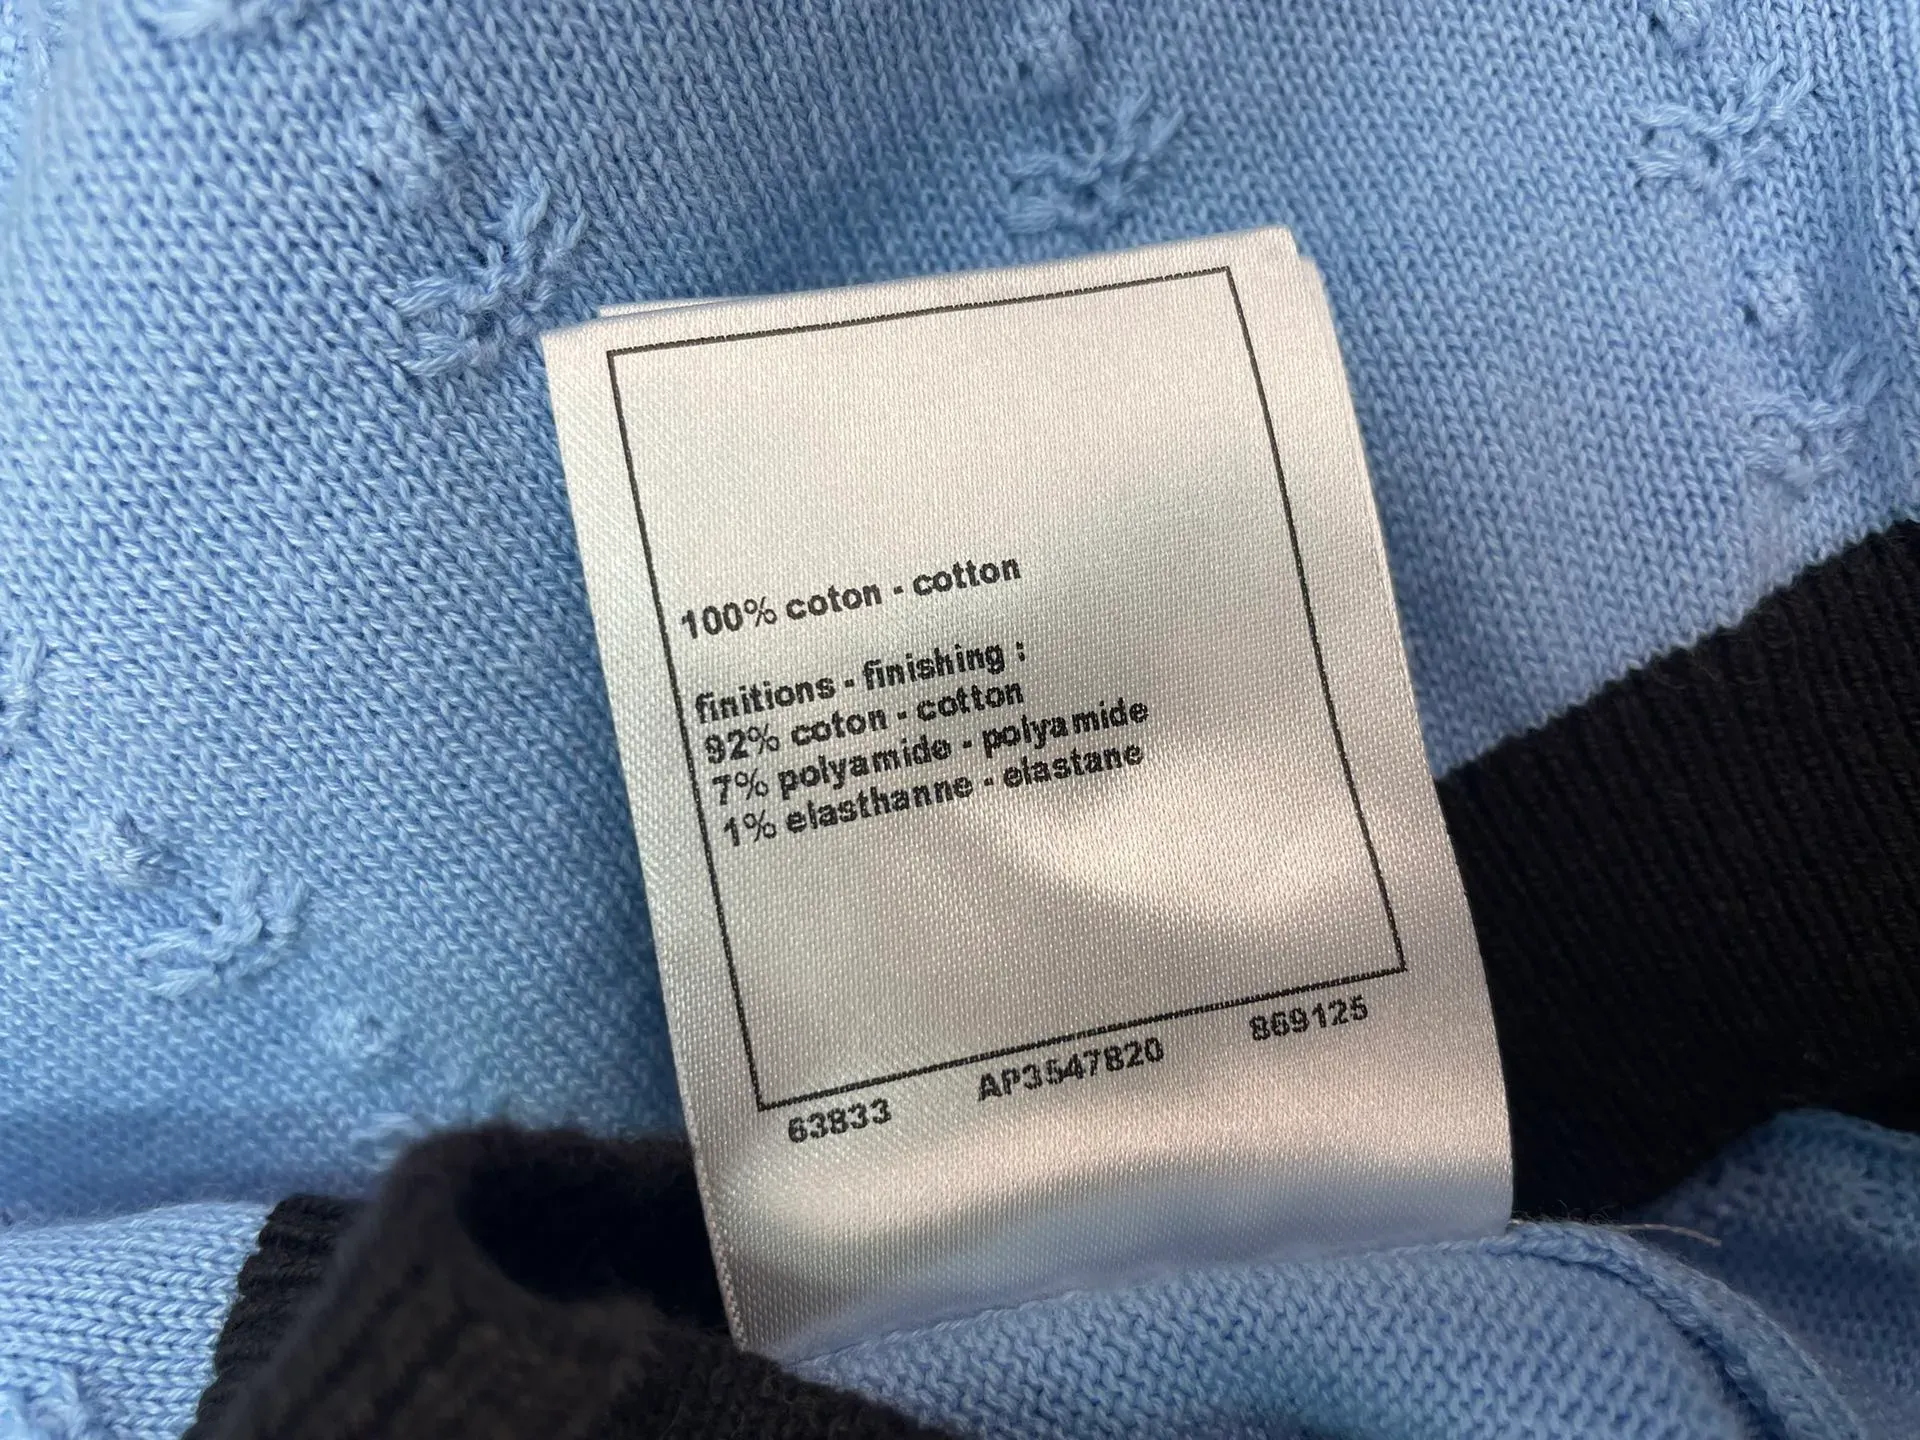 100% coton - cotton
finitions - finishing :
92% coton - cotton
7% polyamide - polyamide
1% elasthanne - elastane
63833 AP3547820 869125